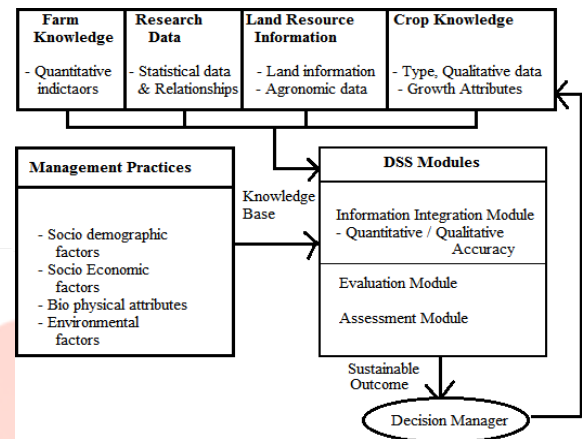 Farm
Knowledge
- Quantitative
indictaors
Research
Data
- Statistical data
& Relationships
Land Resource
Information
- Land information
- Agronomic data
Crop Knowledge
- Type, Qualitative data
- Growth Attributes
Management Practices
- Socio demographic
factors
- Socio Economic
factors
- Bio physical attributes
- Environmental
factors
Knowledge
Base
DSS Modules
Information Integration Module
- Quantitative / Qualitative
Accuracy
Evaluation Module
Assessment Module
Sustainable
Outcome
Decision Manager